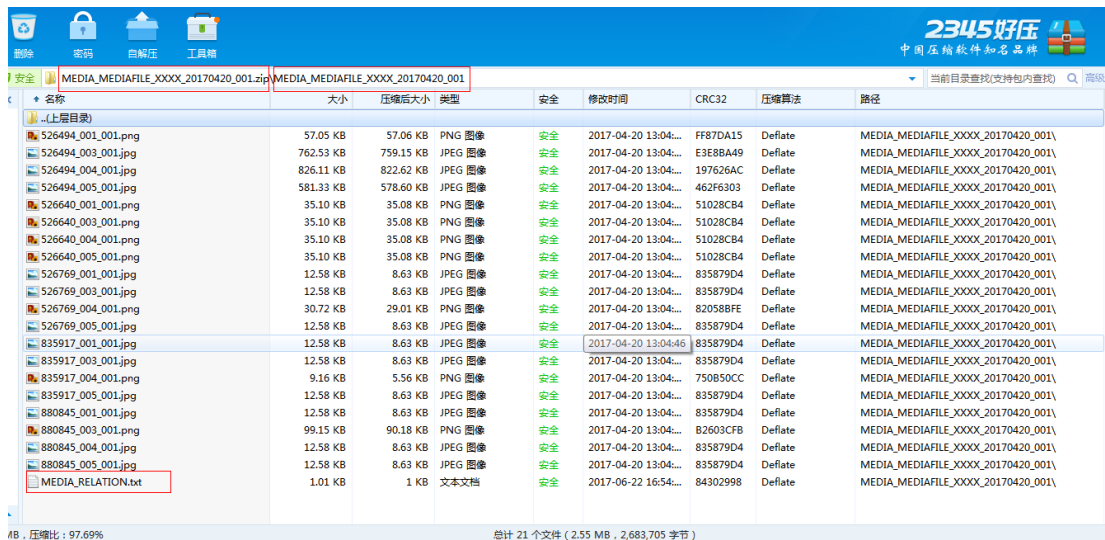 2345好压
中国压缩软件知名品牌
删除 密码 自解压 工具箱
安全 MEDIA_MEDIAFILE_XXXX_20170420_001.zip\MEDIA_MEDIAFILE_XXXX_20170420_001 当前目录查找(支持包内查找) 高级
名称 大小 压缩后大小 类型 安全 修改时间 CRC32 压缩算法 路径
..(上层目录)
526494_001_001.png 57.05 KB 57.06 KB PNG 图像 安全 2017-04-20 13:04:... FF87DA15 Deflate MEDIA_MEDIAFILE_XXXX_20170420_001\
526494_003_001.jpg 762.53 KB 759.15 KB JPEG 图像 安全 2017-04-20 13:04:... E3E8BA49 Deflate MEDIA_MEDIAFILE_XXXX_20170420_001\
526494_004_001.jpg 826.11 KB 822.62 KB JPEG 图像 安全 2017-04-20 13:04:... 197626AC Deflate MEDIA_MEDIAFILE_XXXX_20170420_001\
526494_005_001.jpg 581.33 KB 578.60 KB JPEG 图像 安全 2017-04-20 13:04:... 462F6303 Deflate MEDIA_MEDIAFILE_XXXX_20170420_001\
526640_001_001.png 35.10 KB 35.08 KB PNG 图像 安全 2017-04-20 13:04:... 51028CB4 Deflate MEDIA_MEDIAFILE_XXXX_20170420_001\
526640_003_001.png 35.10 KB 35.08 KB PNG 图像 安全 2017-04-20 13:04:... 51028CB4 Deflate MEDIA_MEDIAFILE_XXXX_20170420_001\
526640_004_001.png 35.10 KB 35.08 KB PNG 图像 安全 2017-04-20 13:04:... 51028CB4 Deflate MEDIA_MEDIAFILE_XXXX_20170420_001\
526640_005_001.png 35.10 KB 35.08 KB PNG 图像 安全 2017-04-20 13:04:... 51028CB4 Deflate MEDIA_MEDIAFILE_XXXX_20170420_001\
526769_001_001.jpg 12.58 KB 8.63 KB JPEG 图像 安全 2017-04-20 13:04:... 835879D4 Deflate MEDIA_MEDIAFILE_XXXX_20170420_001\
526769_003_001.jpg 12.58 KB 8.63 KB JPEG 图像 安全 2017-04-20 13:04:... 835879D4 Deflate MEDIA_MEDIAFILE_XXXX_20170420_001\
526769_004_001.png 30.72 KB 29.01 KB PNG 图像 安全 2017-04-20 13:04:... 82058BFE Deflate MEDIA_MEDIAFILE_XXXX_20170420_001\
526769_005_001.jpg 12.58 KB 8.63 KB JPEG 图像 安全 2017-04-20 13:04:... 835879D4 Deflate MEDIA_MEDIAFILE_XXXX_20170420_001\
835917_001_001.jpg 12.58 KB 8.63 KB JPEG 图像 安全 2017-04-20 13:04:46 835879D4 Deflate MEDIA_MEDIAFILE_XXXX_20170420_001\
835917_003_001.jpg 12.58 KB 8.63 KB JPEG 图像 安全 2017-04-20 13:04:... 835879D4 Deflate MEDIA_MEDIAFILE_XXXX_20170420_001\
835917_004_001.png 9.16 KB 5.56 KB PNG 图像 安全 2017-04-20 13:04:... 750B50CC Deflate MEDIA_MEDIAFILE_XXXX_20170420_001\
835917_005_001.jpg 12.58 KB 8.63 KB JPEG 图像 安全 2017-04-20 13:04:... 835879D4 Deflate MEDIA_MEDIAFILE_XXXX_20170420_001\
880845_001_001.jpg 12.58 KB 8.63 KB JPEG 图像 安全 2017-04-20 13:04:... 835879D4 Deflate MEDIA_MEDIAFILE_XXXX_20170420_001\
880845_003_001.png 99.15 KB 90.18 KB PNG 图像 安全 2017-04-20 13:04:... B2603CFB Deflate MEDIA_MEDIAFILE_XXXX_20170420_001\
880845_004_001.jpg 12.58 KB 8.63 KB JPEG 图像 安全 2017-04-20 13:04:... 835879D4 Deflate MEDIA_MEDIAFILE_XXXX_20170420_001\
880845_005_001.jpg 12.58 KB 8.63 KB JPEG 图像 安全 2017-04-20 13:04:... 835879D4 Deflate MEDIA_MEDIAFILE_XXXX_20170420_001\
MEDIA_RELATION.txt 1.01 KB 1 KB 文本文档 安全 2017-06-22 16:54:... 84302998 Deflate MEDIA_MEDIAFILE_XXXX_20170420_001\
MB，压缩比：97.69% 总计 21 个文件 ( 2.55 MB，2,683,705 字节 )